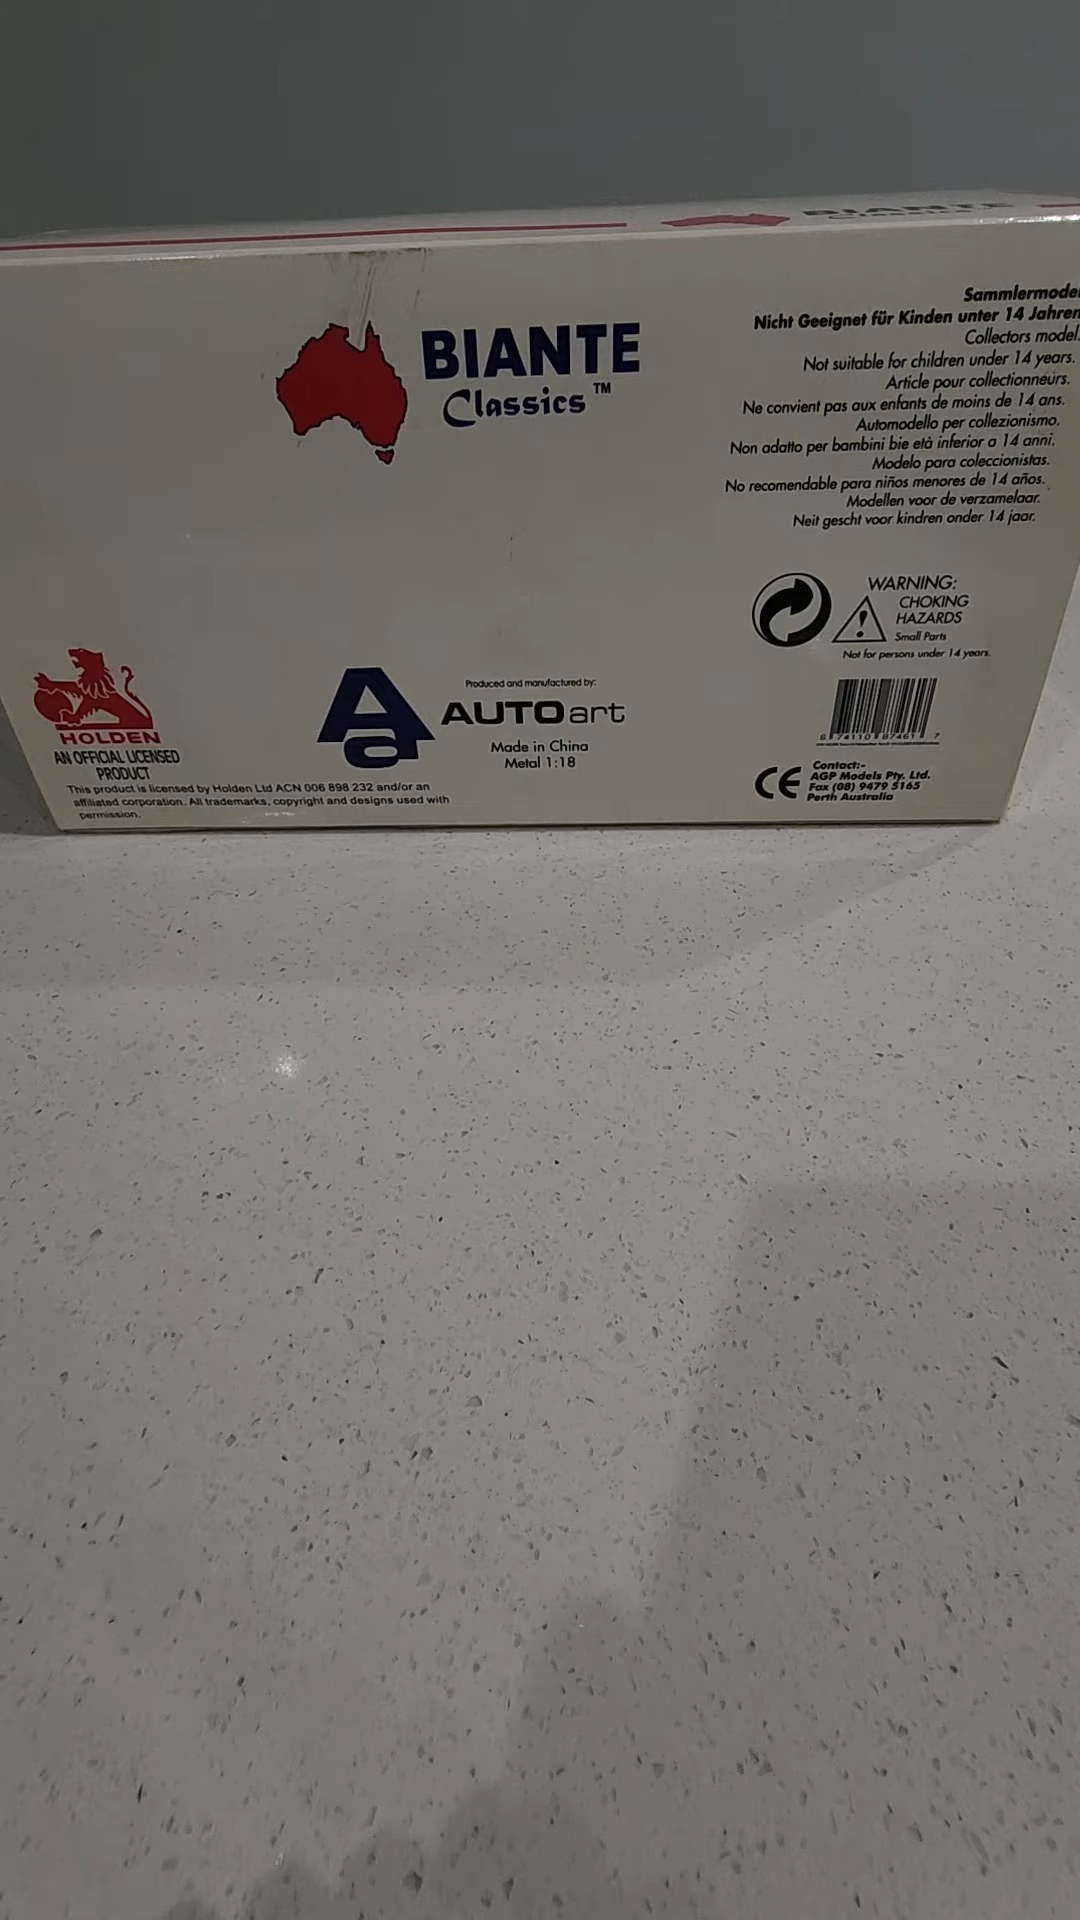 BIANTE
Classics
BIANTE
Classics™
Sammlermodel
Nicht Geeignet für Kinden unter 14 Jahren
Collectors model.
Not suitable for children under 14 years.
Article pour collectionneurs.
Ne convient pas aux enfants de moins de 14 ans.
Automodello per collezionismo.
Non adatto per bambini bie età inferior a 14 anni.
Modelo para coleccionistas.
No recomendable para niños menores de 14 años.
Modellen voor de verzamelaar.
Neit gescht voor kindren onder 14 jaar.
WARNING:
CHOKING
HAZARDS
Small Parts
Not for persons under 14 years.
HOLDEN
AN OFFICIAL LICENSED
PRODUCT
This product is licensed by Holden Ltd ACN 006 898 232 and/or an
affiliated corporation. All trademarks, copyright and designs used with
permission.
Aa
Produced and manufactured by:
AUTOart
Made in China
Metal 1:18
CE
Contact:-
AGP Models Pty. Ltd.
Fax (08) 9479 5165
Perth Australia